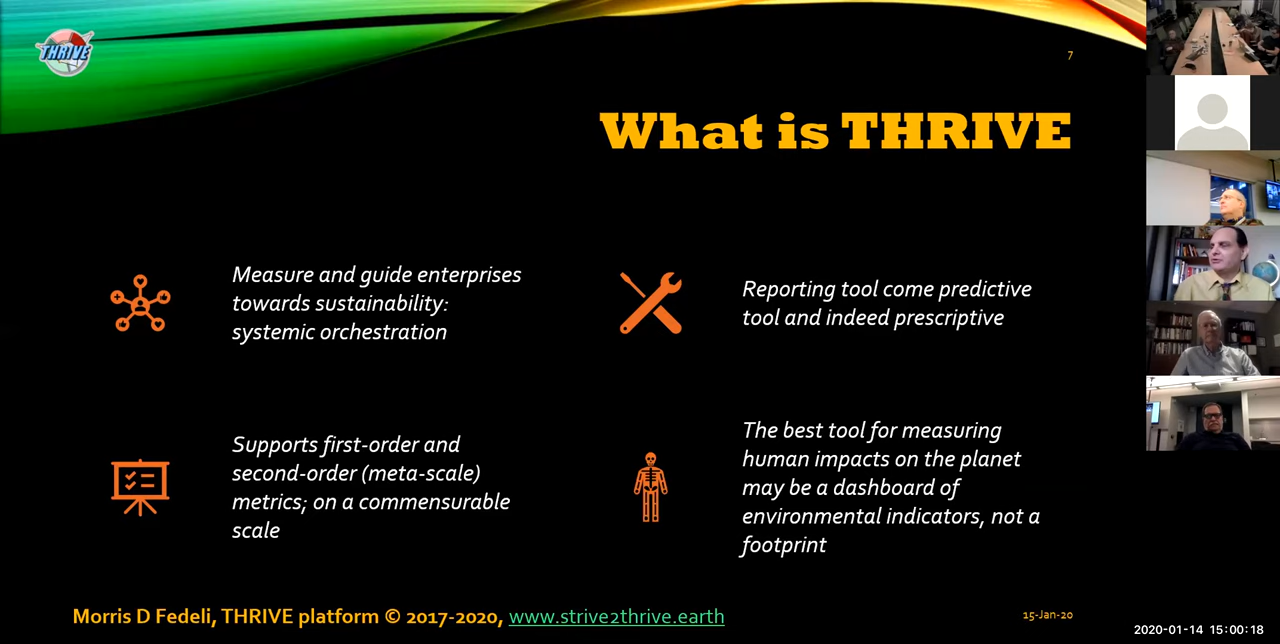 THRIVE
7
What is THRIVE
Measure and guide enterprises
towards sustainability:
systemic orchestration
Reporting tool come predictive
tool and indeed prescriptive
Supports first-order and
second-order (meta-scale)
metrics; on a commensurable
scale
The best tool for measuring
human impacts on the planet
may be a dashboard of
environmental indicators, not a
footprint
Morris D Fedeli, THRIVE platform © 2017-2020, www.strive2thrive.earth
15-Jan-20
2020-01-14 15:00:18